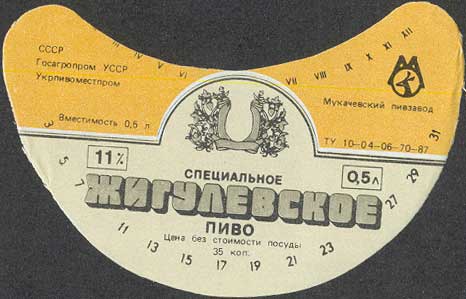 СССР
Госагропром УССР
Укрпивоместпром
Вместимость 0,5 л.
III IV V VI
VII VIII IX X XI XII
Мукачевский пивзавод
ТУ 10-04-06-70-87
11%
СПЕЦИАЛЬНОЕ
0,5л
ЖИГУЛЕВСКОЕ
ПИВО
Цена без стоимости посуды
35 коп.
3 5 7 11 13 15 17 19 21 23 27 29 31